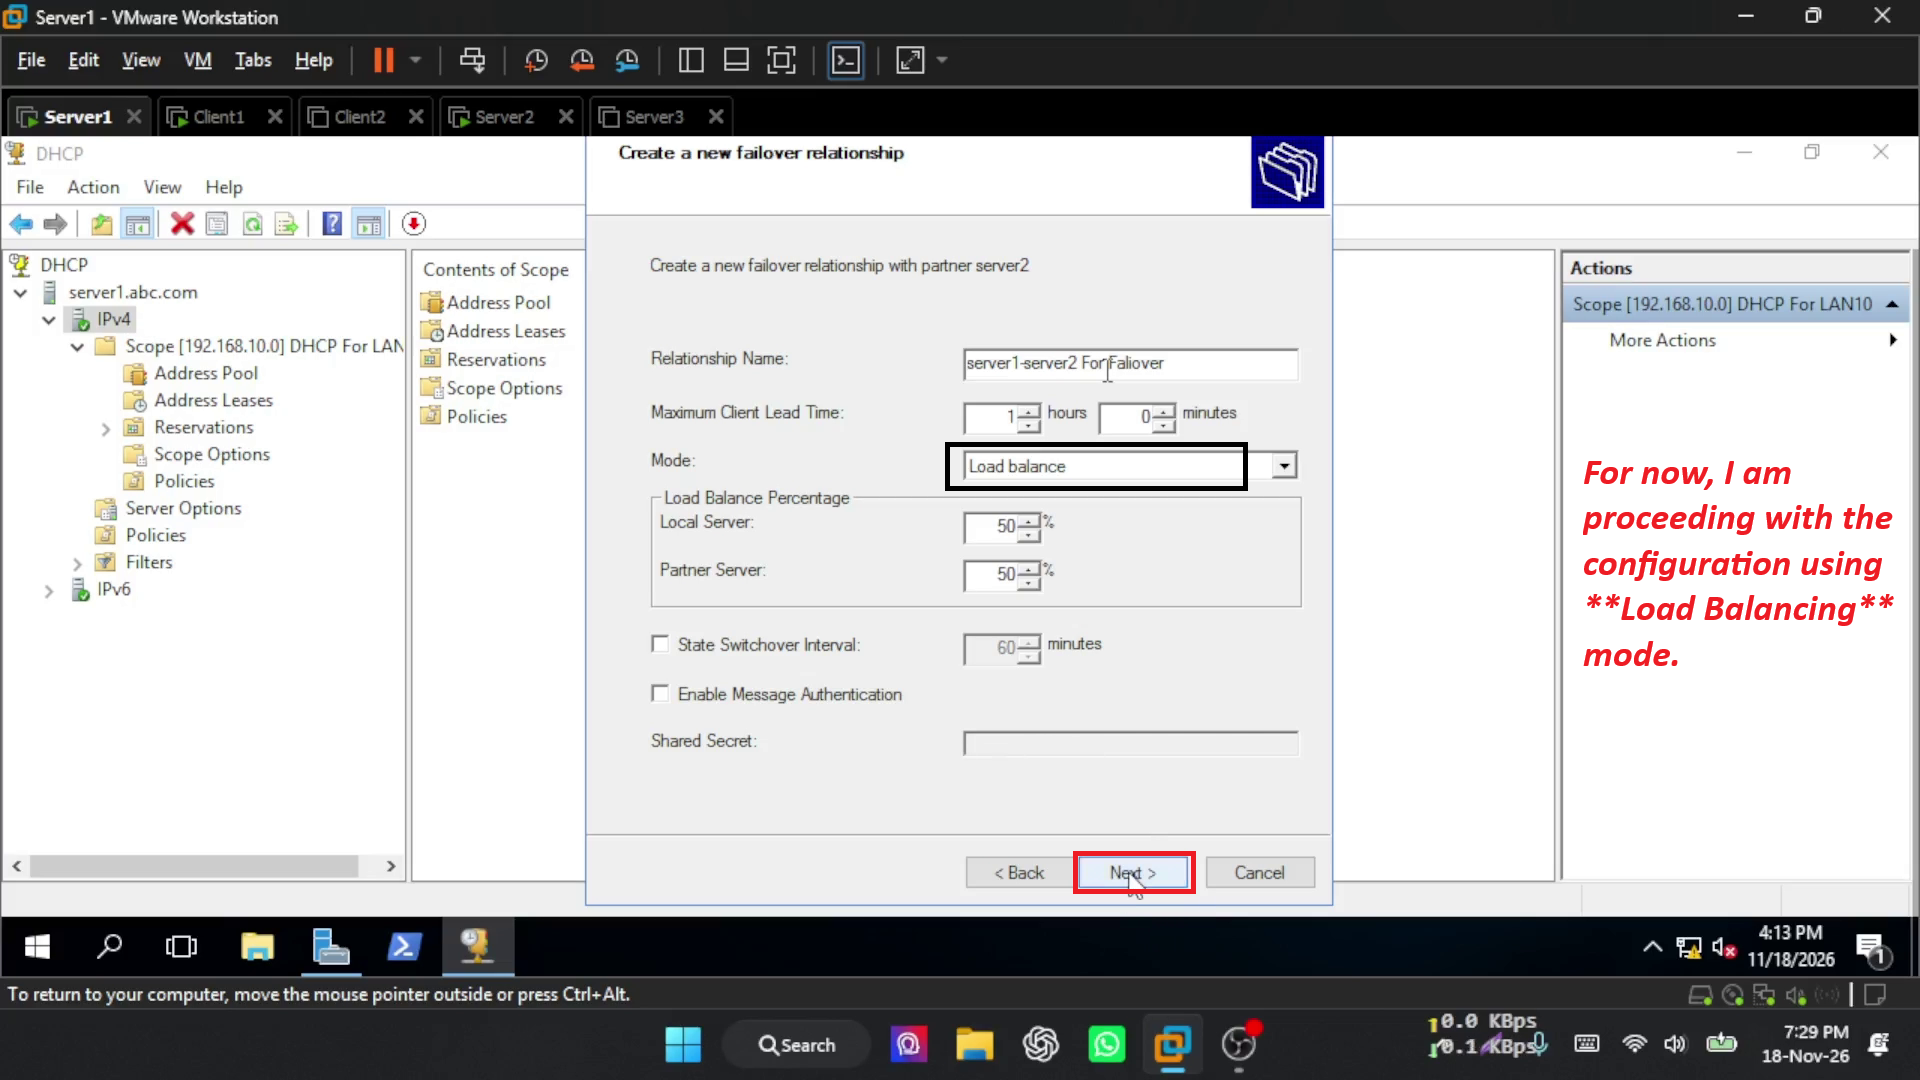 Server1 - VMware Workstation
File Edit View VM Tabs Help
Server1 Client1 Client2 Server2 Server3
DHCP
File Action View Help
DHCP
server1.abc.com
IPv4
Scope [192.168.10.0] DHCP For LAN
Address Pool
Address Leases
Reservations
Scope Options
Policies
Server Options
Policies
Filters
IPv6
Contents of Scope
Address Pool
Address Leases
Reservations
Scope Options
Policies
Create a new failover relationship
Create a new failover relationship with partner server2
Relationship Name: server1-server2 For Faliover
Maximum Client Lead Time: 1 hours 0 minutes
Mode: Load balance
Load Balance Percentage
Local Server: 50 %
Partner Server: 50 %
State Switchover Interval: 60 minutes
Enable Message Authentication
Shared Secret:
< Back Next > Cancel
Actions
Scope [192.168.10.0] DHCP For LAN10
More Actions
For now, I am
proceeding with the
configuration using
**Load Balancing**
mode.
4:13 PM
11/18/2026
1
To return to your computer, move the mouse pointer outside or press Ctrl+Alt.
Search
0.0 KBps
0.1 KBps
7:29 PM
18-Nov-26